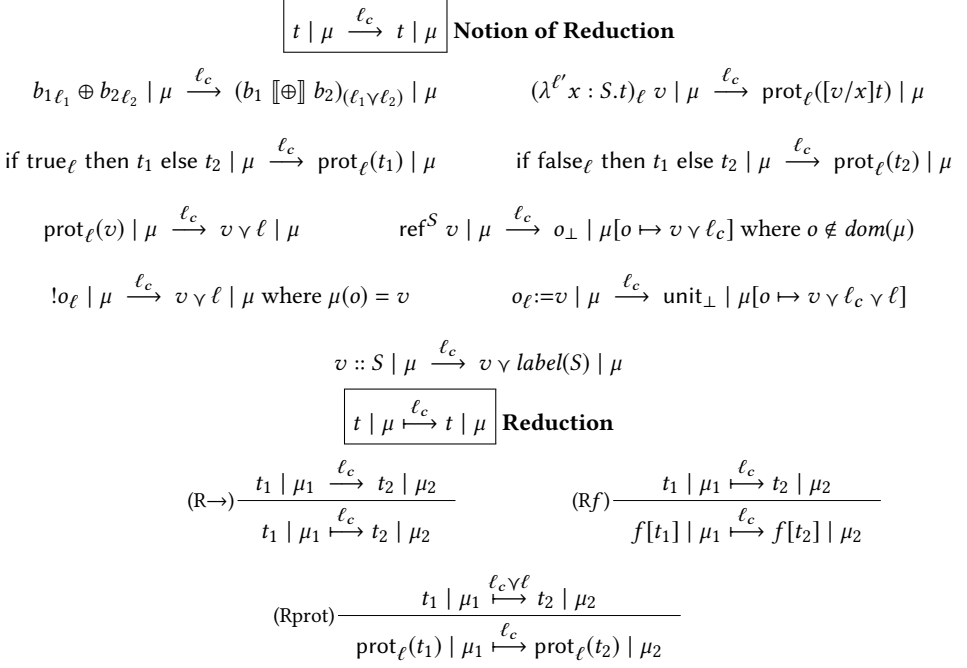 t | μ —ℓc→ t | μ Notion of Reduction
b₁ℓ₁ ⊕ b₂ℓ₂ | μ —ℓc→ (b₁ ⟦⊕⟧ b₂)(ℓ₁⋎ℓ₂) | μ (λ^ℓ′ x : S.t)ℓ v | μ —ℓc→ protℓ([v/x]t) | μ
if trueℓ then t₁ else t₂ | μ —ℓc→ protℓ(t₁) | μ if falseℓ then t₁ else t₂ | μ —ℓc→ protℓ(t₂) | μ
protℓ(v) | μ —ℓc→ v ⋎ ℓ | μ ref^S v | μ —ℓc→ o⊥ | μ[o ↦ v ⋎ ℓc] where o ∉ dom(μ)
!oℓ | μ —ℓc→ v ⋎ ℓ | μ where μ(o) = v oℓ:=v | μ —ℓc→ unit⊥ | μ[o ↦ v ⋎ ℓc ⋎ ℓ]
v :: S | μ —ℓc→ v ⋎ label(S) | μ
t | μ ⊢ℓc→ t | μ Reduction
t₁ | μ₁ —ℓc→ t₂ | μ₂ t₁ | μ₁ ⊢ℓc→ t₂ | μ₂
(R→) (Rf)
t₁ | μ₁ ⊢ℓc→ t₂ | μ₂ f[t₁] | μ₁ ⊢ℓc→ f[t₂] | μ₂
t₁ | μ₁ ⊢ℓc⋎ℓ→ t₂ | μ₂
(Rprot)
protℓ(t₁) | μ₁ ⊢ℓc→ protℓ(t₂) | μ₂